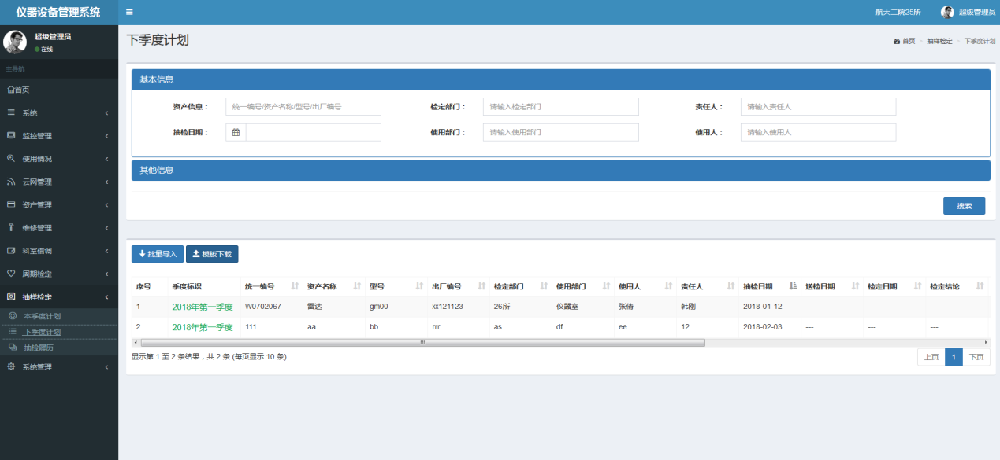 仪器设备管理系统
航天二院25所 超级管理员
超级管理员
在线
主导航
首页
系统
监控管理
使用情况
云网管理
资产管理
维修管理
科室借调
周期检定
抽样检定
本季度计划
下季度计划
抽检履历
系统管理
下季度计划
首页 > 抽样检定 > 下季度计划
基本信息
资产信息： 统一编号/资产名称/型号/出厂编号 检定部门： 请输入检定部门 责任人： 请输入责任人
抽检日期： 使用部门： 请输入使用部门 使用人： 请输入使用人
其他信息
搜索
批量导入 模板下载
序号 季度标识 统一编号 资产名称 型号 出厂编号 检定部门 使用部门 使用人 责任人 抽检日期 送检日期 检定日期 检定结论
1 2018年第一季度 W0702067 雷达 gm00 xx121123 26所 仪器室 张倩 韩刚 2018-01-12 --- --- ---
2 2018年第一季度 111 aa bb rrr as df ee 12 2018-02-03 --- --- ---
显示第 1 至 2 条结果，共 2 条 (每页显示 10 条)
上页 1 下页